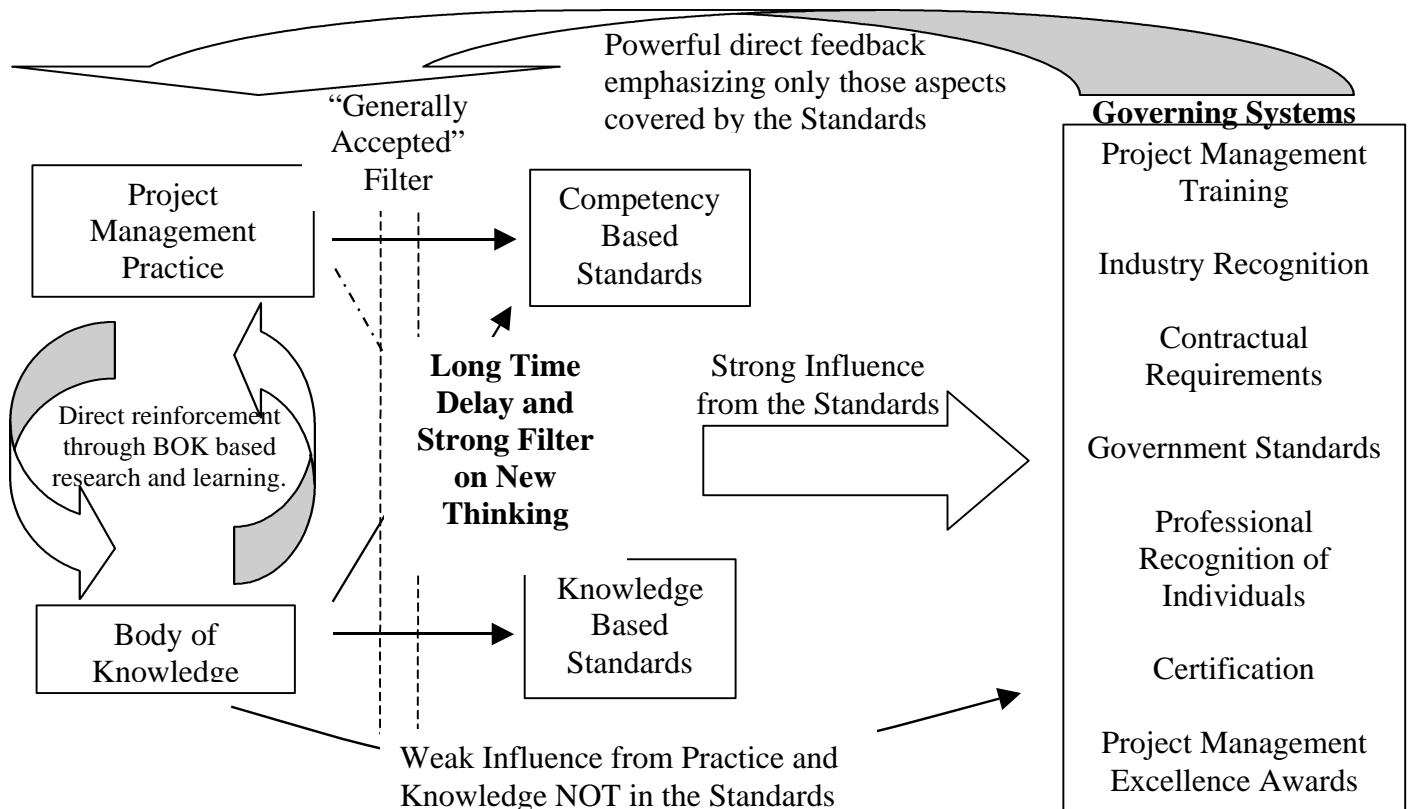 Powerful direct feedback
emphasizing only those aspects
covered by the Standards
“Generally
Accepted”
Filter
Governing Systems
Project Management
Training
Industry Recognition
Contractual
Requirements
Government Standards
Professional
Recognition of
Individuals
Certification
Project Management
Excellence Awards
Project
Management
Practice
Competency
Based
Standards
Direct reinforcement
through BOK based
research and learning.
Long Time
Delay and
Strong Filter
on New
Thinking
Strong Influence
from the Standards
Body of
Knowledge
Knowledge
Based
Standards
Weak Influence from Practice and
Knowledge NOT in the Standards